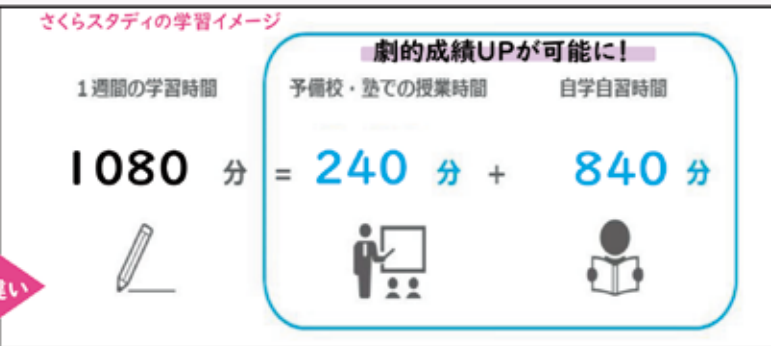 さくらスタディの学習イメージ
劇的成績UPが可能に!
1週間の学習時間 予備校・塾での授業時間 自学自習時間
1080 分 = 240 分 + 840 分
違い